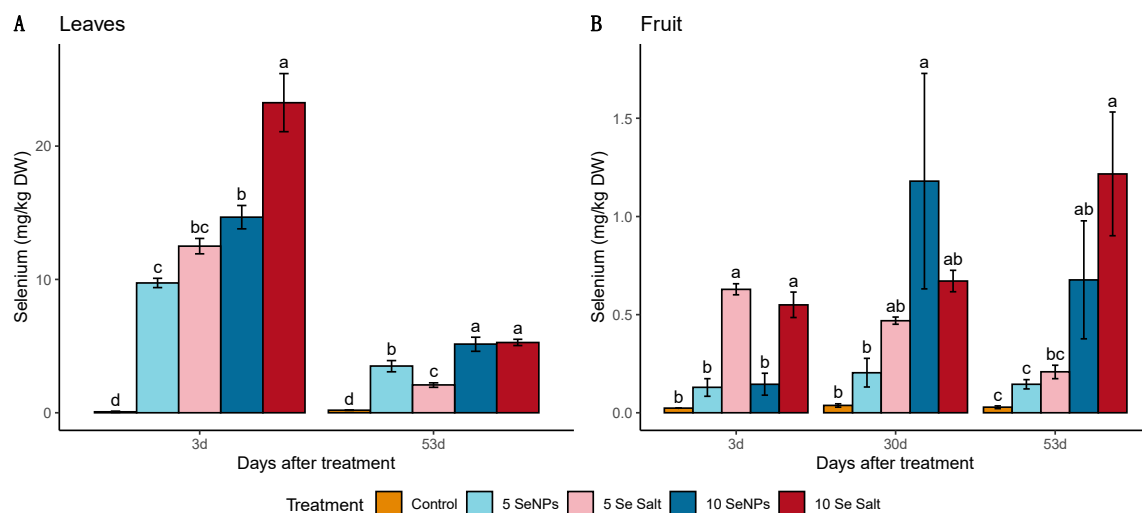 A Leaves
Selenium (mg/kg DW)
0
10
20
d
c
bc
b
a
d
b
c
a
a
3d
53d
Days after treatment
B Fruit
Selenium (mg/kg DW)
0.0
0.5
1.0
1.5
b
b
a
b
a
b
b
ab
a
ab
c
c
bc
ab
a
3d
30d
53d
Days after treatment
Treatment Control 5 SeNPs 5 Se Salt 10 SeNPs 10 Se Salt